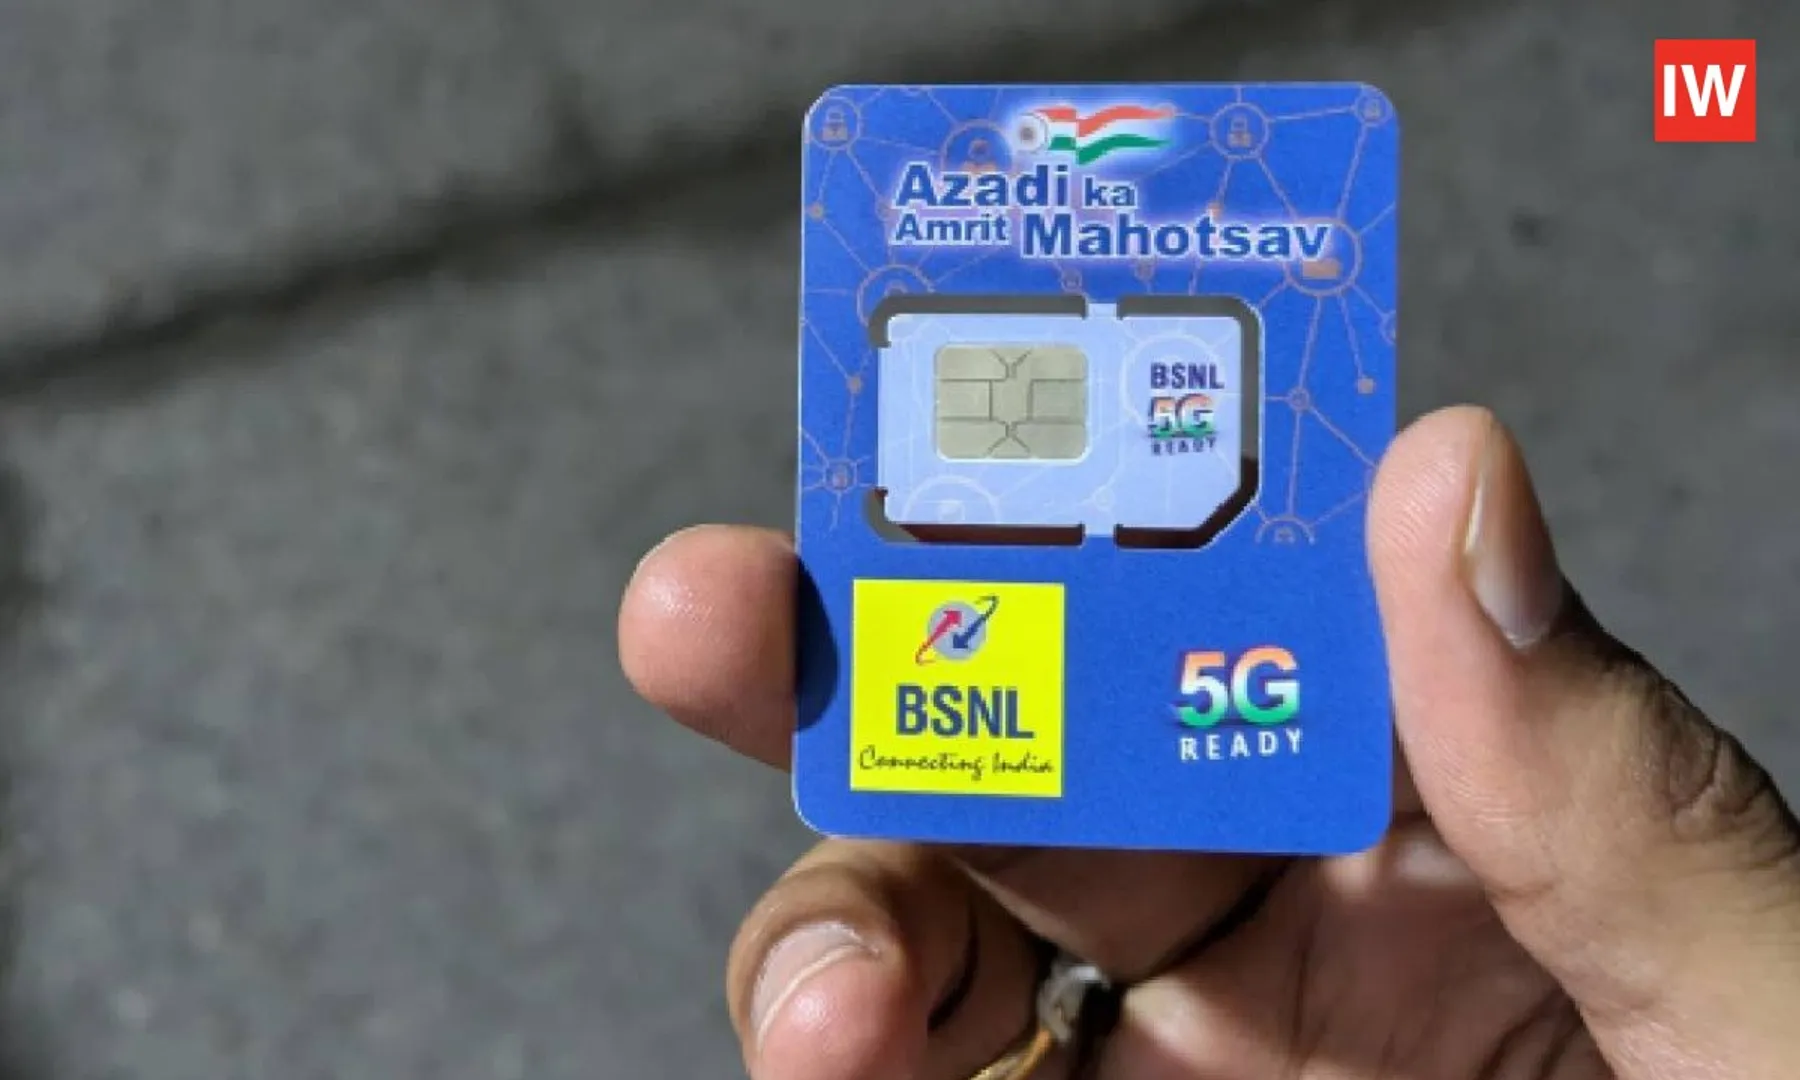 IW
Azadi ka
Amrit Mahotsav
BSNL
5G
READY
BSNL
Connecting India
5G
READY